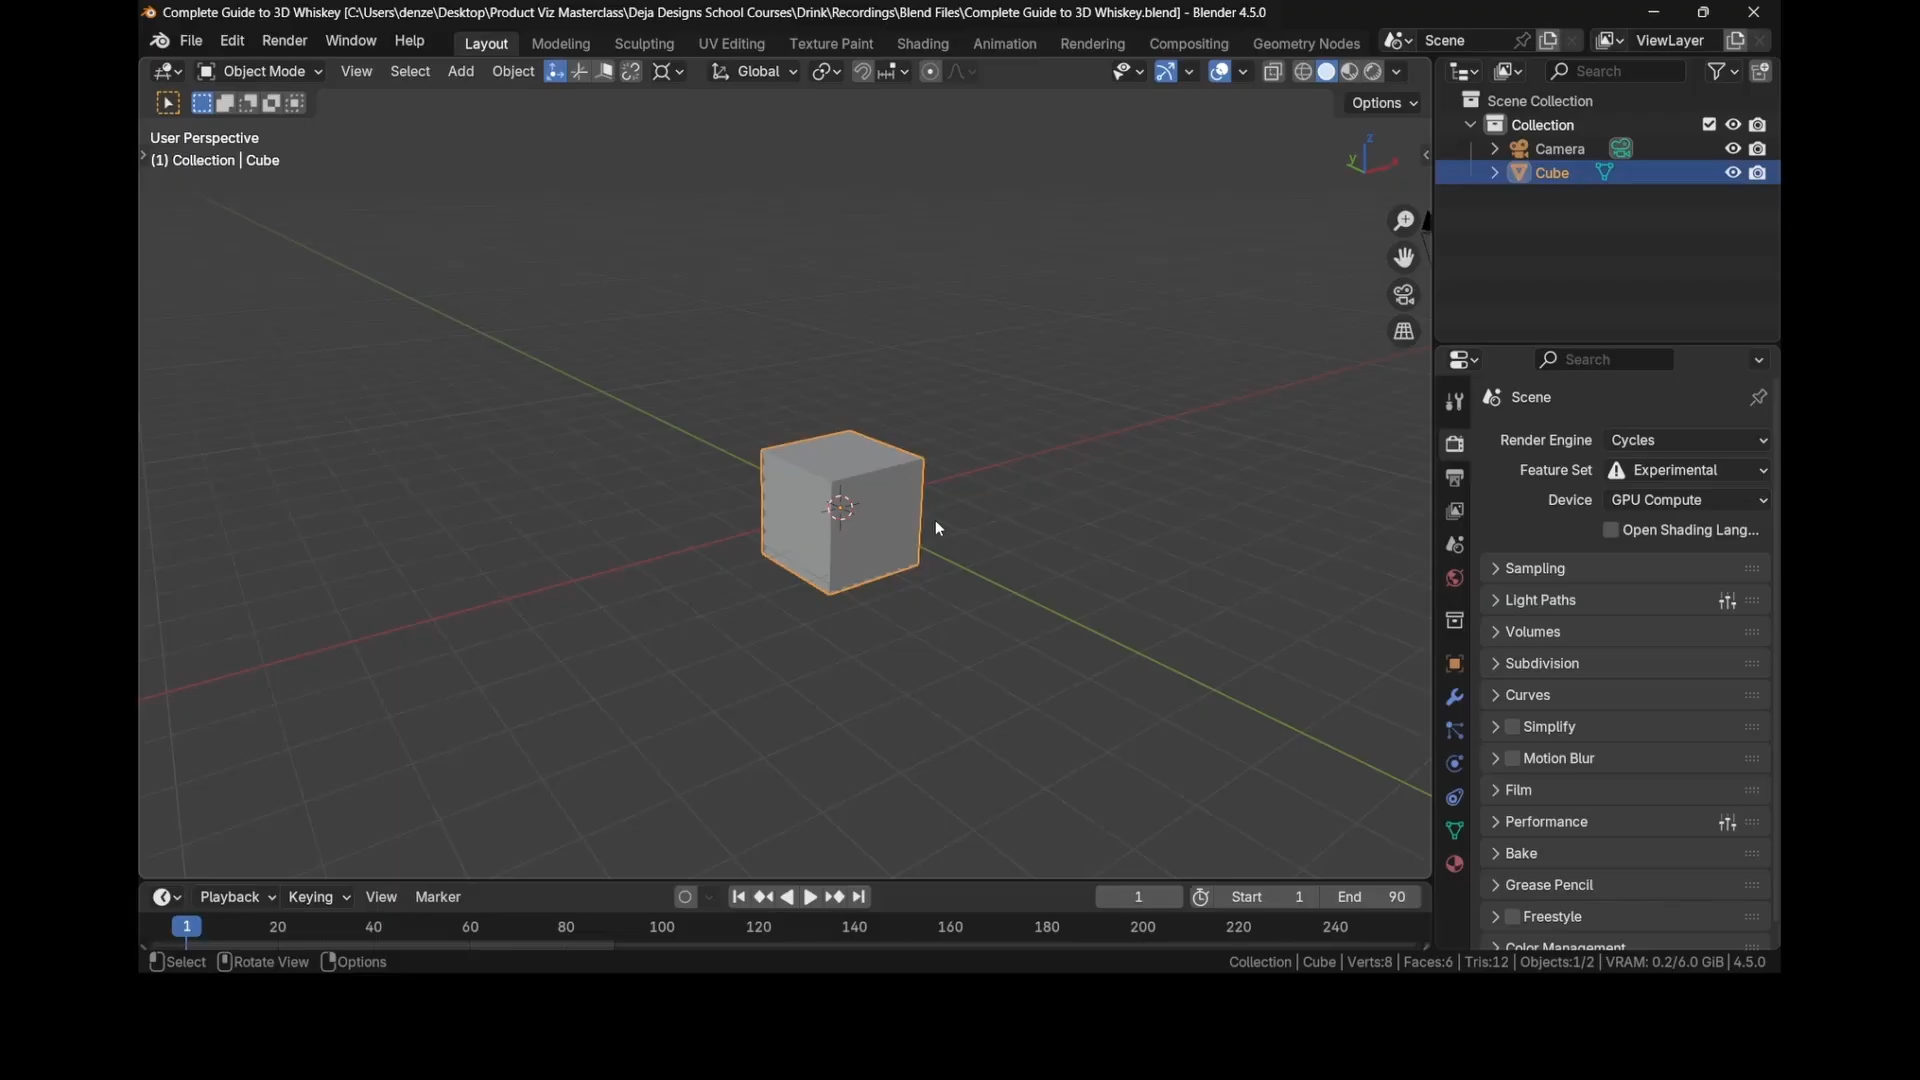 Complete Guide to 3D Whiskey [C:\Users\denze\Desktop\Product Viz Masterclass\Deja Designs School Courses\Drink\Recordings\Blend Files\Complete Guide to 3D Whiskey.blend] - Blender 4.5.0
File Edit Render Window Help Layout Modeling Sculpting UV Editing Texture Paint Shading Animation Rendering Compositing Geometry Nodes Scene ViewLayer
Object Mode View Select Add Object Global Search
Options
Scene Collection
Collection
Camera
Cube
User Perspective
(1) Collection | Cube
Z
Y
Search
Scene
Render Engine Cycles
Feature Set Experimental
Device GPU Compute
Open Shading Lang...
Sampling
Light Paths
Volumes
Subdivision
Curves
Simplify
Motion Blur
Film
Performance
Bake
Grease Pencil
Freestyle
Color Management
Playback Keying View Marker 1 Start 1 End 90
1 20 40 60 80 100 120 140 160 180 200 220 240
Select Rotate View Options Collection | Cube | Verts:8 | Faces:6 | Tris:12 | Objects:1/2 | VRAM: 0.2/6.0 GiB | 4.5.0